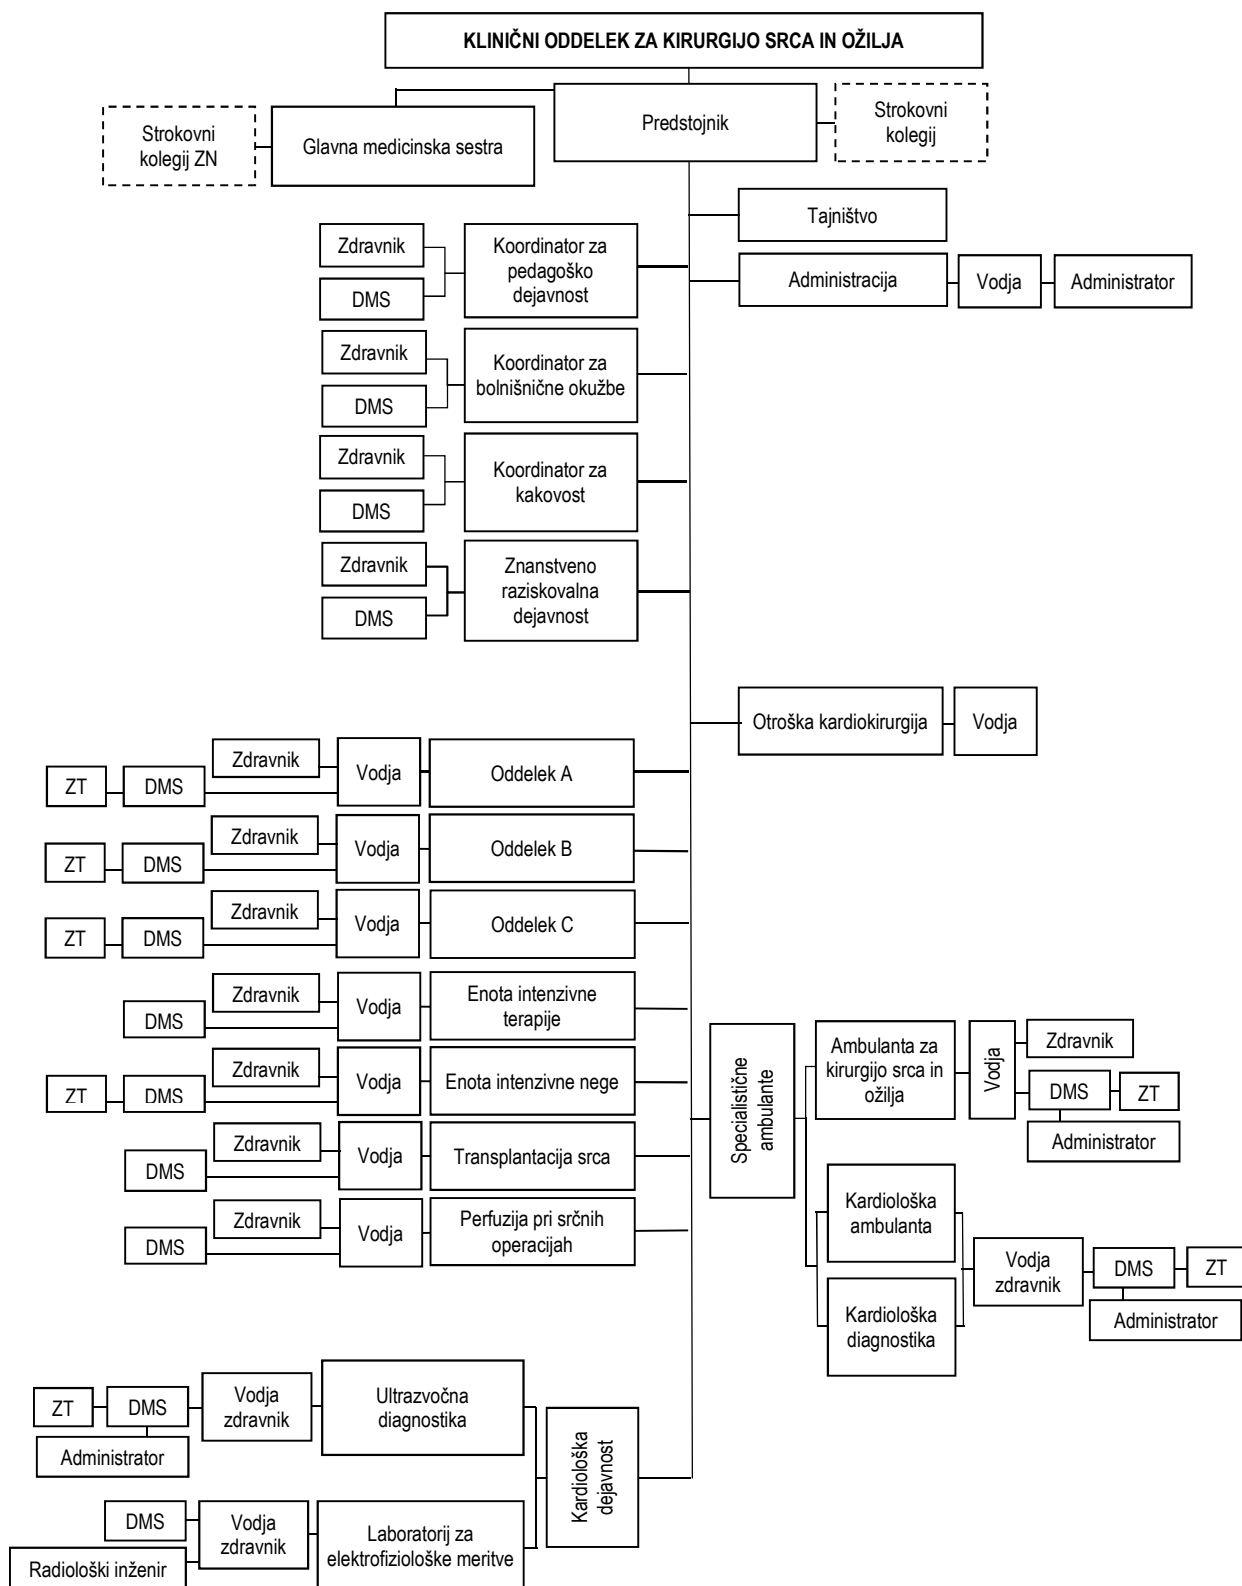 KLINIČNI ODDELEK ZA KIRURGIJO SRCA IN OŽILJA
Strokovni
kolegij ZN
Glavna medicinska sestra
Predstojnik
Strokovni
kolegij
Tajništvo
Administracija
Vodja
Administrator
Zdravnik
DMS
Koordinator za
pedagoško
dejavnost
Zdravnik
DMS
Koordinator za
bolnišnične okužbe
Zdravnik
DMS
Koordinator za
kakovost
Zdravnik
DMS
Znanstveno
raziskovalna
dejavnost
Otroška kardiokirurgija
Vodja
ZT
DMS
Zdravnik
Vodja
Oddelek A
ZT
DMS
Zdravnik
Vodja
Oddelek B
ZT
DMS
Zdravnik
Vodja
Oddelek C
DMS
Zdravnik
Vodja
Enota intenzivne
terapije
ZT
DMS
Zdravnik
Vodja
Enota intenzivne nege
DMS
Zdravnik
Vodja
Transplantacija srca
DMS
Zdravnik
Vodja
Perfuzija pri srčnih
operacijah
Specialistične
ambulante
Ambulanta za
kirurgijo srca in
ožilja
Vodja
Zdravnik
DMS
ZT
Administrator
Kardiološka
ambulanta
Kardiološka
diagnostika
Vodja
zdravnik
DMS
ZT
Administrator
ZT
DMS
Administrator
Vodja
zdravnik
Ultrazvočna
diagnostika
Kardiološka
dejavnost
DMS
Radiološki inženir
Vodja
zdravnik
Laboratorij za
elektrofiziološke meritve